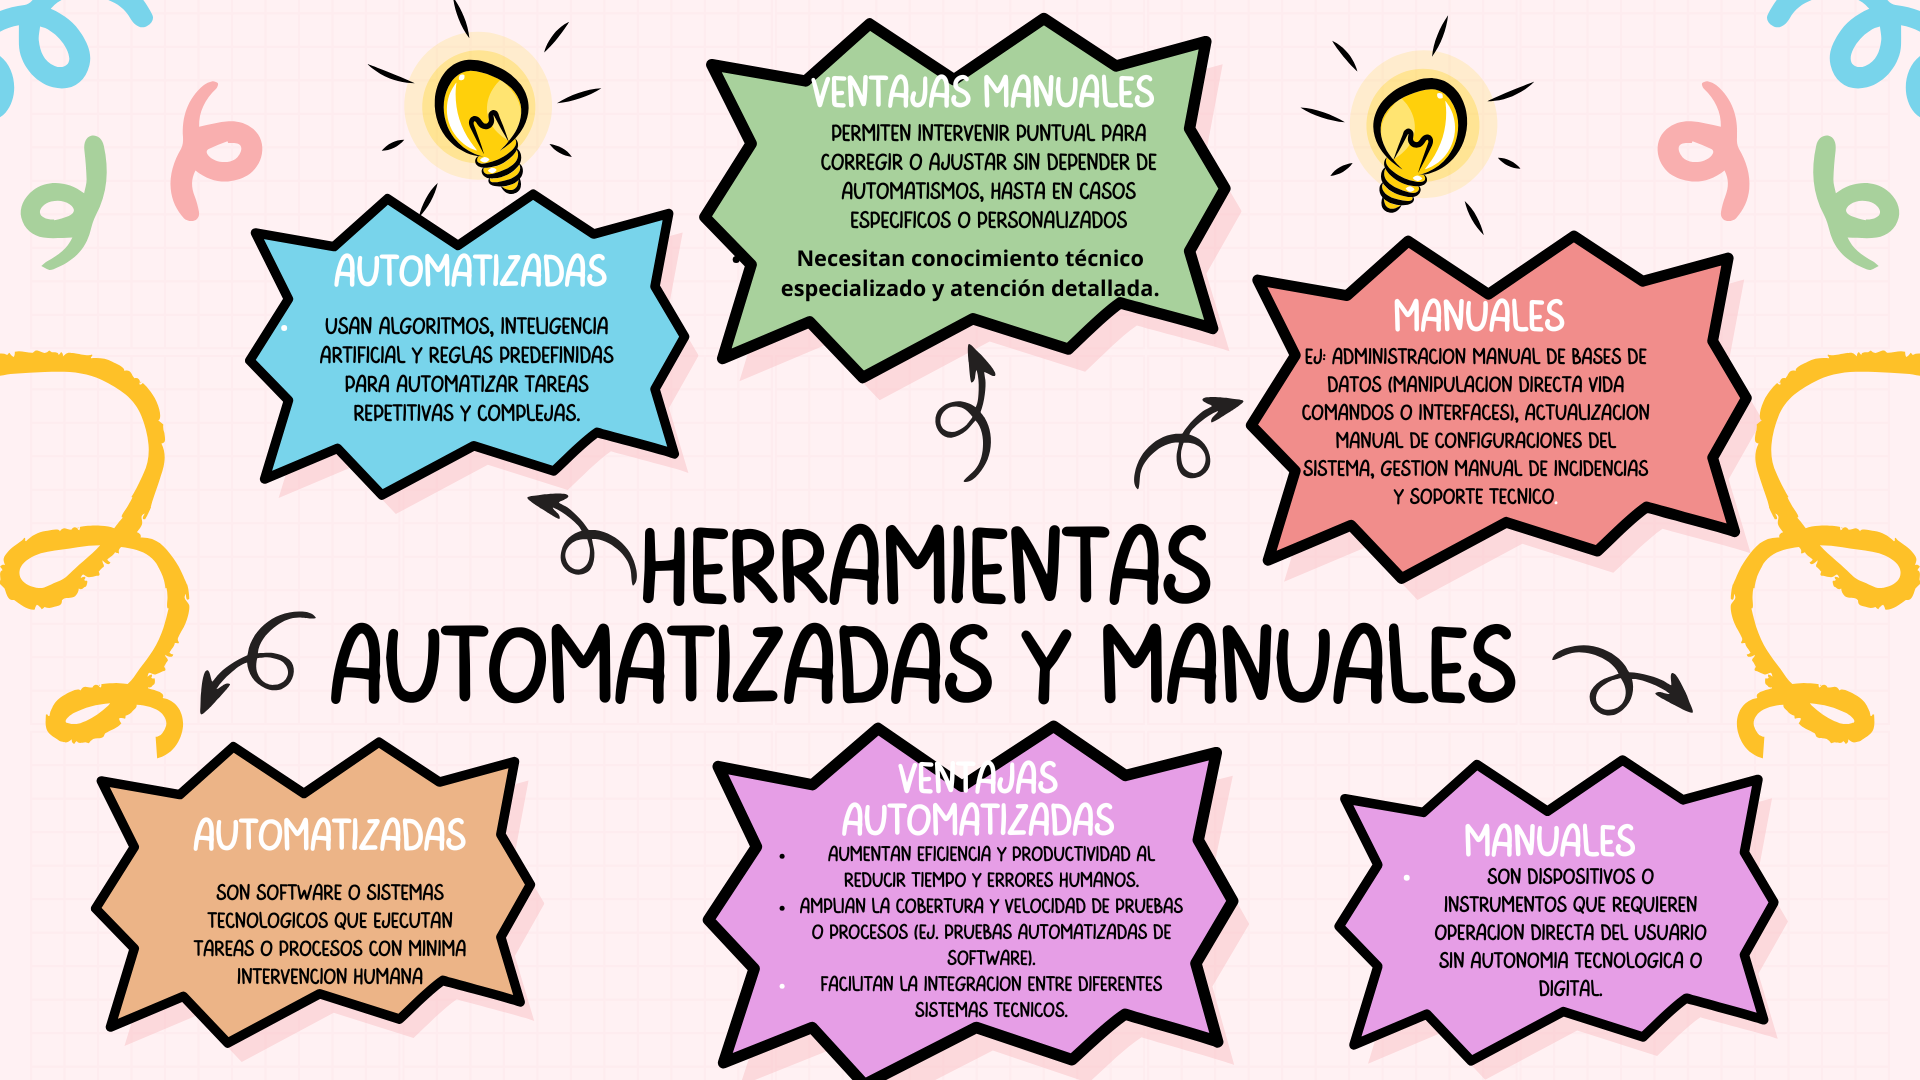 VENTAJAS MANUALES
PERMITEN INTERVENIR PUNTUAL PARA
CORREGIR O AJUSTAR SIN DEPENDER DE
AUTOMATISMOS, HASTA EN CASOS
ESPECIFICOS O PERSONALIZADOS
Necesitan conocimiento técnico
especializado y atención detallada.
AUTOMATIZADAS
USAN ALGORITMOS, INTELIGENCIA
ARTIFICIAL Y REGLAS PREDEFINIDAS
PARA AUTOMATIZAR TAREAS
REPETITIVAS Y COMPLEJAS.
MANUALES
EJ: ADMINISTRACION MANUAL DE BASES DE
DATOS (MANIPULACION DIRECTA VIDA
COMANDOS O INTERFACES), ACTUALIZACION
MANUAL DE CONFIGURACIONES DEL
SISTEMA, GESTION MANUAL DE INCIDENCIAS
Y SOPORTE TECNICO.
HERRAMIENTAS
AUTOMATIZADAS Y MANUALES
AUTOMATIZADAS
SON SOFTWARE O SISTEMAS
TECNOLOGICOS QUE EJECUTAN
TAREAS O PROCESOS CON MINIMA
INTERVENCION HUMANA
VENTAJAS
AUTOMATIZADAS
• AUMENTAN EFICIENCIA Y PRODUCTIVIDAD AL
REDUCIR TIEMPO Y ERRORES HUMANOS.
• AMPLIAN LA COBERTURA Y VELOCIDAD DE PRUEBAS
O PROCESOS (EJ. PRUEBAS AUTOMATIZADAS DE
SOFTWARE).
• FACILITAN LA INTEGRACION ENTRE DIFERENTES
SISTEMAS TECNICOS.
MANUALES
• SON DISPOSITIVOS O
INSTRUMENTOS QUE REQUIEREN
OPERACION DIRECTA DEL USUARIO
SIN AUTONOMIA TECNOLOGICA O
DIGITAL.